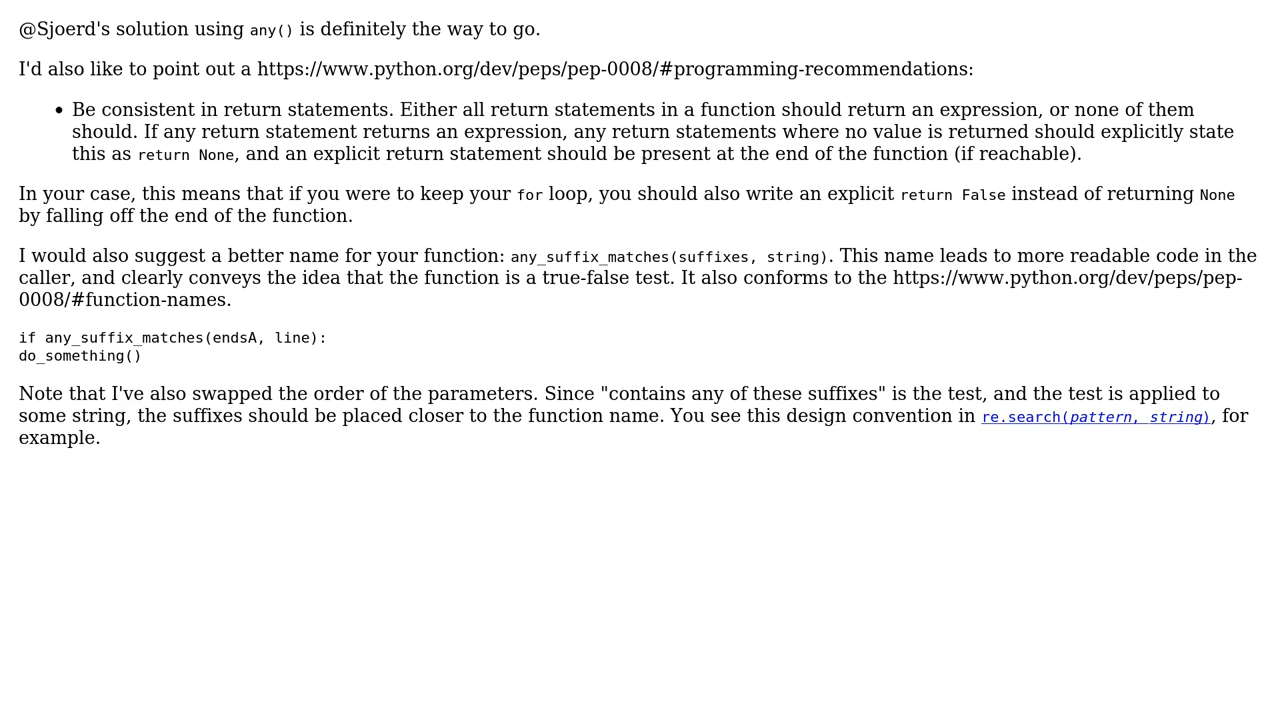 @Sjoerd's solution using any() is definitely the way to go.
I'd also like to point out a https://www.python.org/dev/peps/pep-0008/#programming-recommendations:
• Be consistent in return statements. Either all return statements in a function should return an expression, or none of them
should. If any return statement returns an expression, any return statements where no value is returned should explicitly state
this as return None, and an explicit return statement should be present at the end of the function (if reachable).
In your case, this means that if you were to keep your for loop, you should also write an explicit return False instead of returning None
by falling off the end of the function.
I would also suggest a better name for your function: any_suffix_matches(suffixes, string). This name leads to more readable code in the
caller, and clearly conveys the idea that the function is a true-false test. It also conforms to the https://www.python.org/dev/peps/pep-
0008/#function-names.
if any_suffix_matches(endsA, line):
do_something()
Note that I've also swapped the order of the parameters. Since "contains any of these suffixes" is the test, and the test is applied to
some string, the suffixes should be placed closer to the function name. You see this design convention in re.search(pattern, string), for
example.